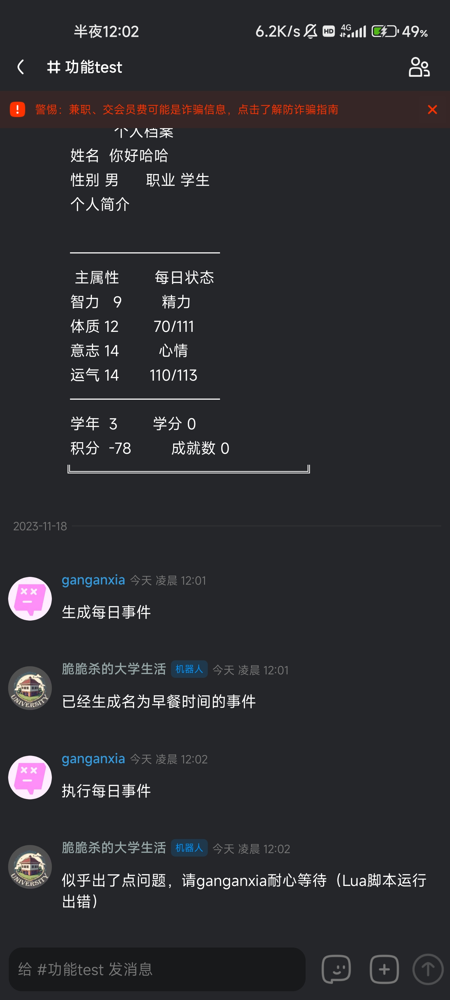 半夜12:02
6.2K/s HD 4G 49%
# 功能test
警惕：兼职、交会员费可能是诈骗信息，点击了解防诈骗指南
个人档案
姓名 你好哈哈
性别 男 职业 学生
个人简介
主属性 每日状态
智力 9 精力
体质 12 70/111
意志 14 心情
运气 14 110/113
学年 3 学分 0
积分 -78 成就数 0
2023-11-18
ganganxia 今天 凌晨 12:01
生成每日事件
脆脆杀的大学生活 机器人 今天 凌晨 12:01
UNIVERSITY
已经生成名为早餐时间的事件
ganganxia 今天 凌晨 12:02
执行每日事件
脆脆杀的大学生活 机器人 今天 凌晨 12:02
UNIVERSITY
似乎出了点问题，请ganganxia耐心等待（Lua脚本运行
出错）
给 #功能test 发消息